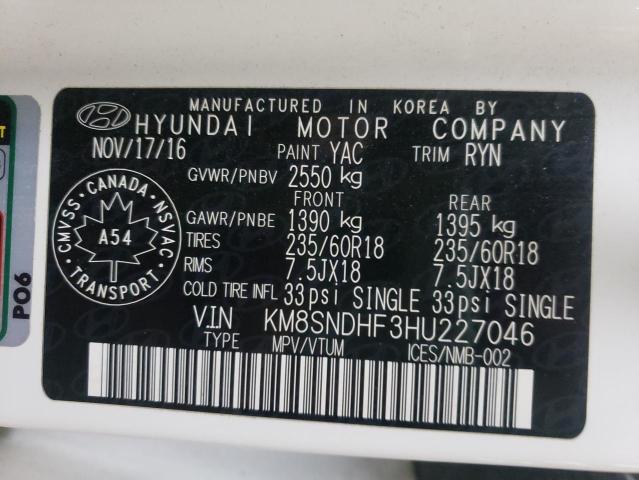 MANUFACTURED IN KOREA BY
HYUNDAI MOTOR COMPANY
NOV/17/16 PAINT YAC TRIM RYN
GVWR/PNBV 2550 kg
FRONT REAR
GAWR/PNBE 1390 kg 1395 kg
TIRES 235/60R18 235/60R18
RIMS 7.5JX18 7.5JX18
COLD TIRE INFL 33psi SINGLE 33psi SINGLE
V.I.N KM8SNDHF3HU227046
TYPE MPV/VTUM ICES/NMB-002
CMVSS · CANADA · NSVAC · TRANSPORT ·
A54
P06